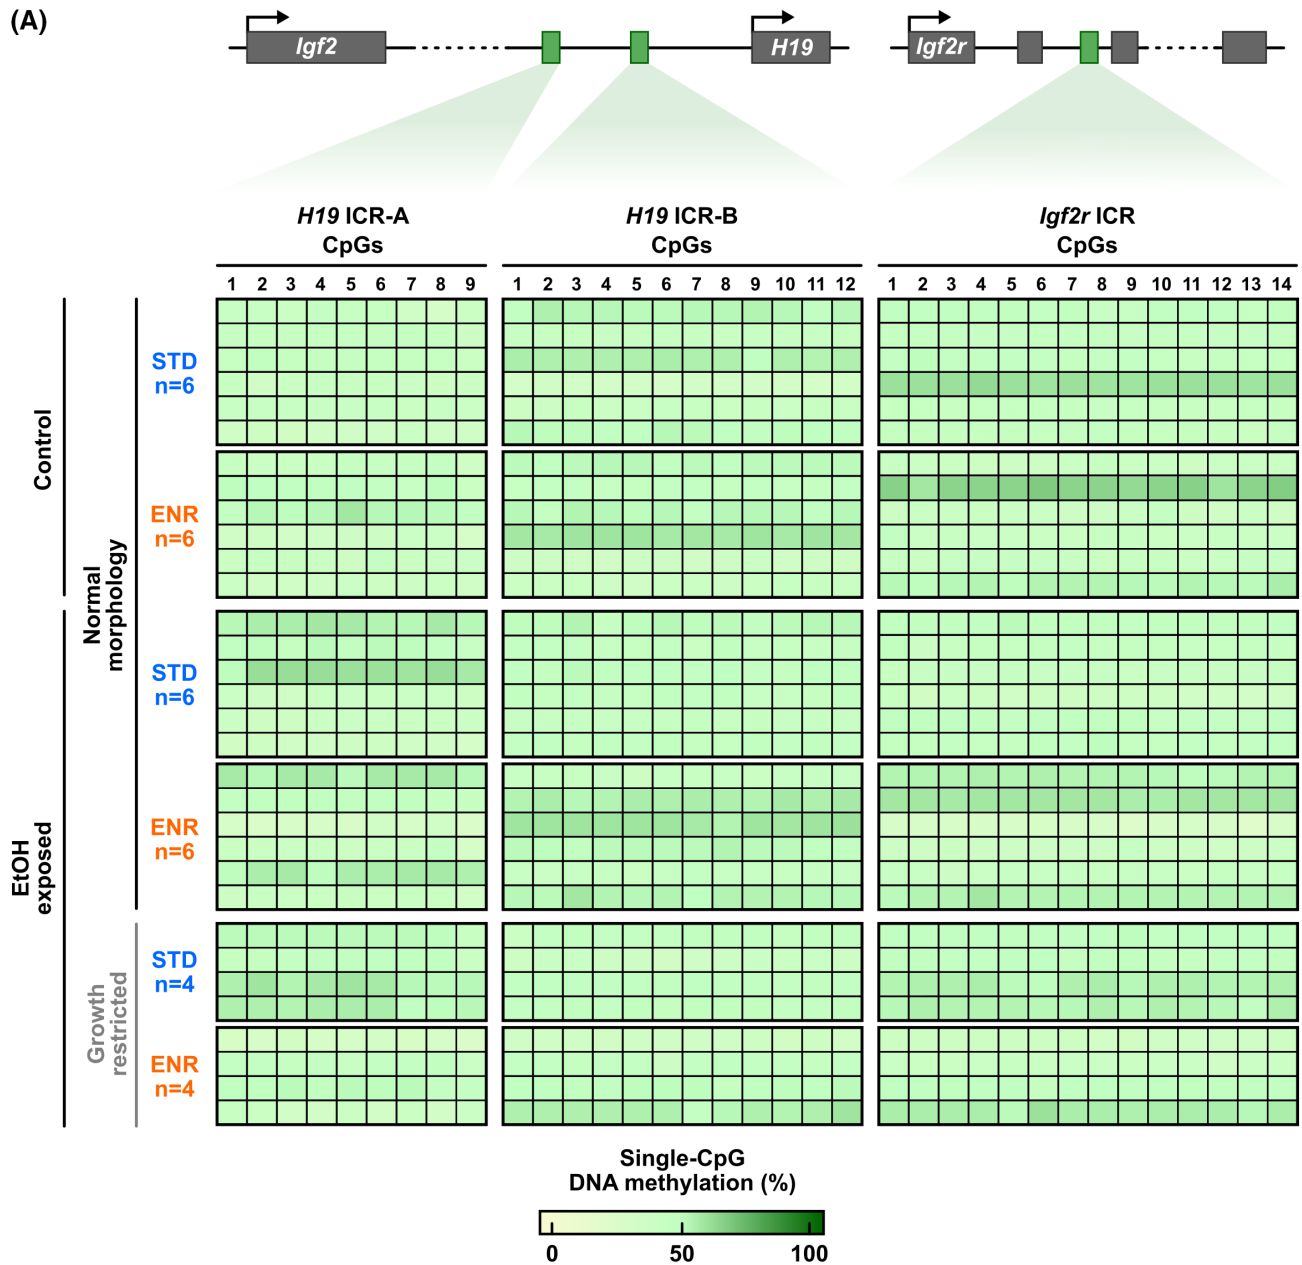 (A)
Igf2
H19
Igf2r
H19 ICR-A
CpGs
H19 ICR-B
CpGs
Igf2r ICR
CpGs
1 2 3 4 5 6 7 8 9
1 2 3 4 5 6 7 8 9 10 11 12
1 2 3 4 5 6 7 8 9 10 11 12 13 14
Control
EtOH
exposed
Normal
morphology
Growth
restricted
STD
n=6
ENR
n=6
STD
n=6
ENR
n=6
STD
n=4
ENR
n=4
Single-CpG
DNA methylation (%)
0 50 100